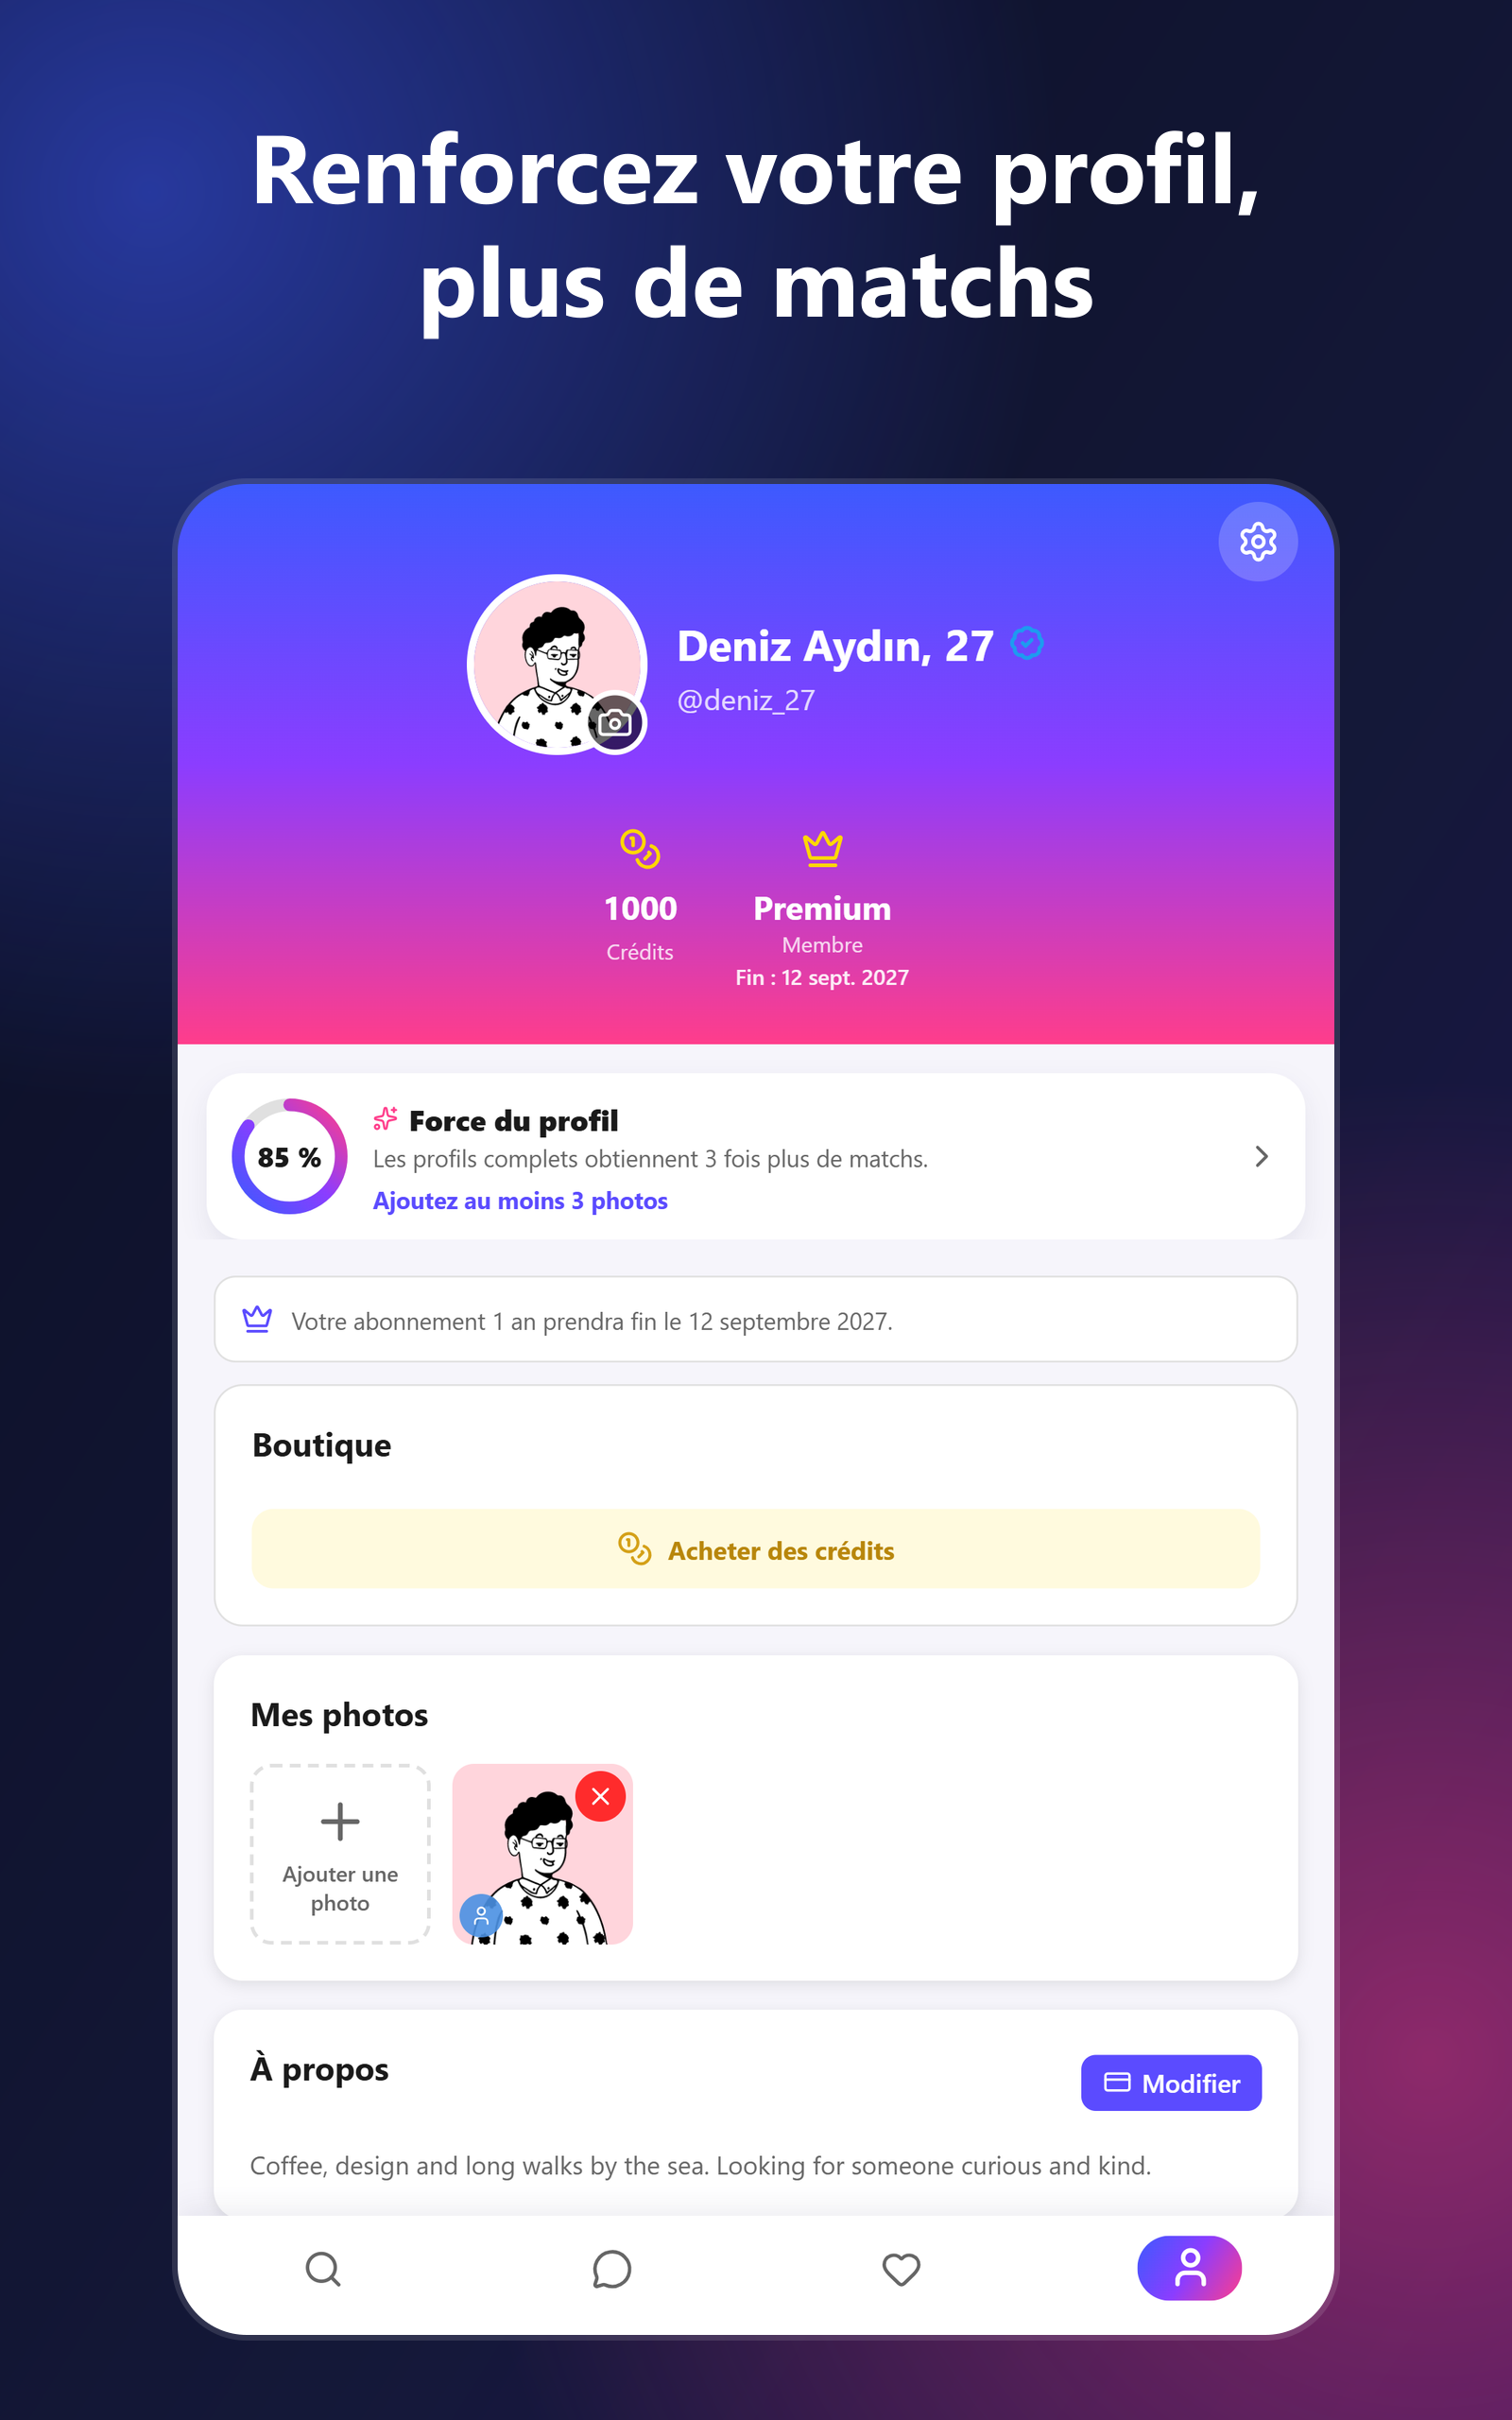 Renforcez votre profil,
plus de matchs
Deniz Aydın, 27
@deniz_27
1000
Crédits
Premium
Membre
Fin : 12 sept. 2027
85 %
Force du profil
Les profils complets obtiennent 3 fois plus de matchs.
Ajoutez au moins 3 photos
Votre abonnement 1 an prendra fin le 12 septembre 2027.
Boutique
Acheter des crédits
Mes photos
Ajouter une
photo
À propos
Modifier
Coffee, design and long walks by the sea. Looking for someone curious and kind.